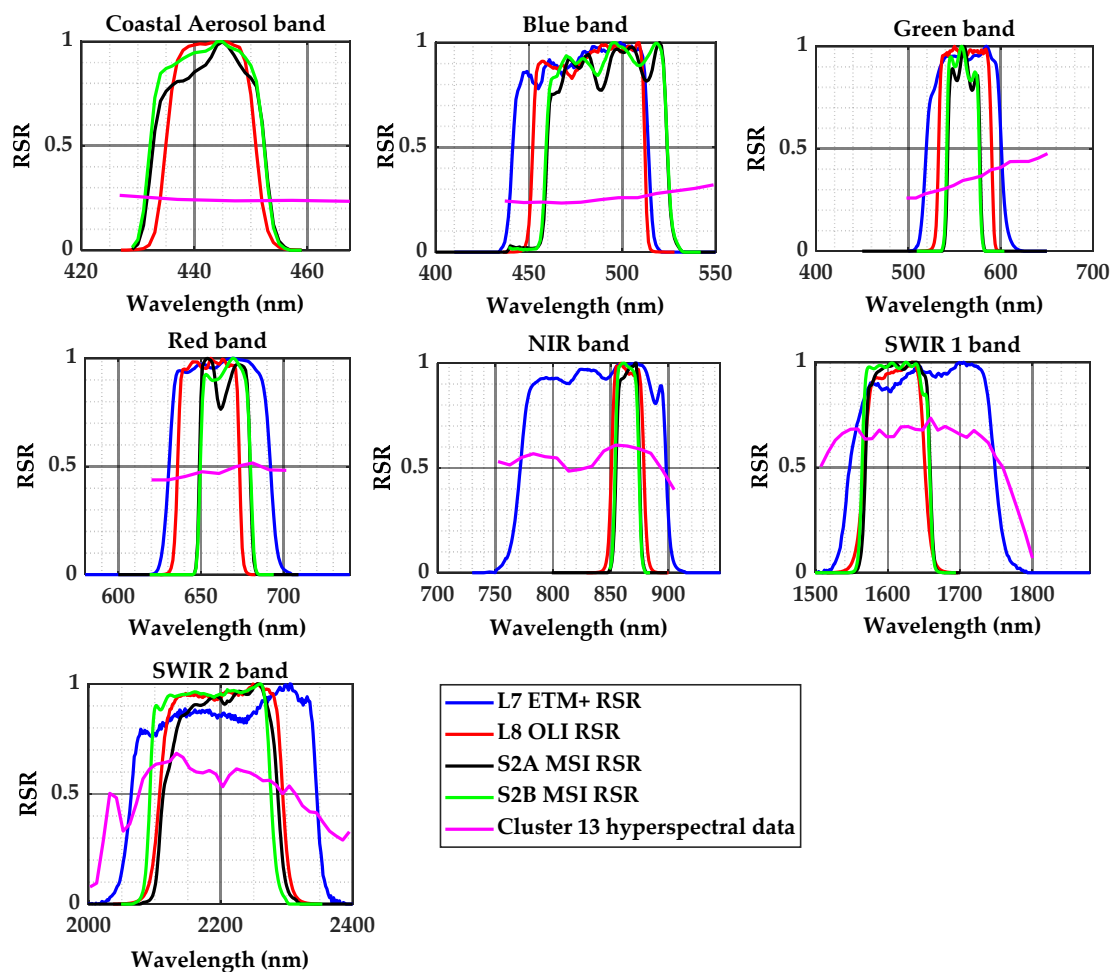 Coastal Aerosol band
Blue band
Green band
1
0.5
0
RSR
420
440
460
Wavelength (nm)
1
0.5
0
RSR
400
450
500
550
Wavelength (nm)
1
0.5
0
RSR
400
500
600
700
Wavelength (nm)
Red band
NIR band
SWIR 1 band
1
0.5
0
RSR
600
650
700
Wavelength (nm)
1
0.5
0
RSR
700
750
800
850
900
Wavelength (nm)
1
0.5
0
RSR
1500
1600
1700
1800
Wavelength (nm)
SWIR 2 band
1
0.5
0
RSR
2000
2200
2400
Wavelength (nm)
L7 ETM+ RSR
L8 OLI RSR
S2A MSI RSR
S2B MSI RSR
Cluster 13 hyperspectral data